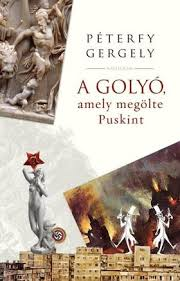 PÉTERFY
GERGELY
A GOLYÓ,
amely megölte
Puskint